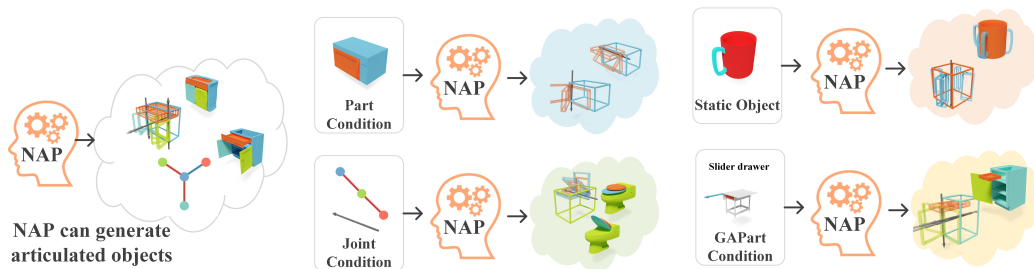 NAP
NAP can generate
articulated objects
Part
Condition
NAP
Static Object
NAP
Joint
Condition
NAP
Slider drawer
GAPart
Condition
NAP